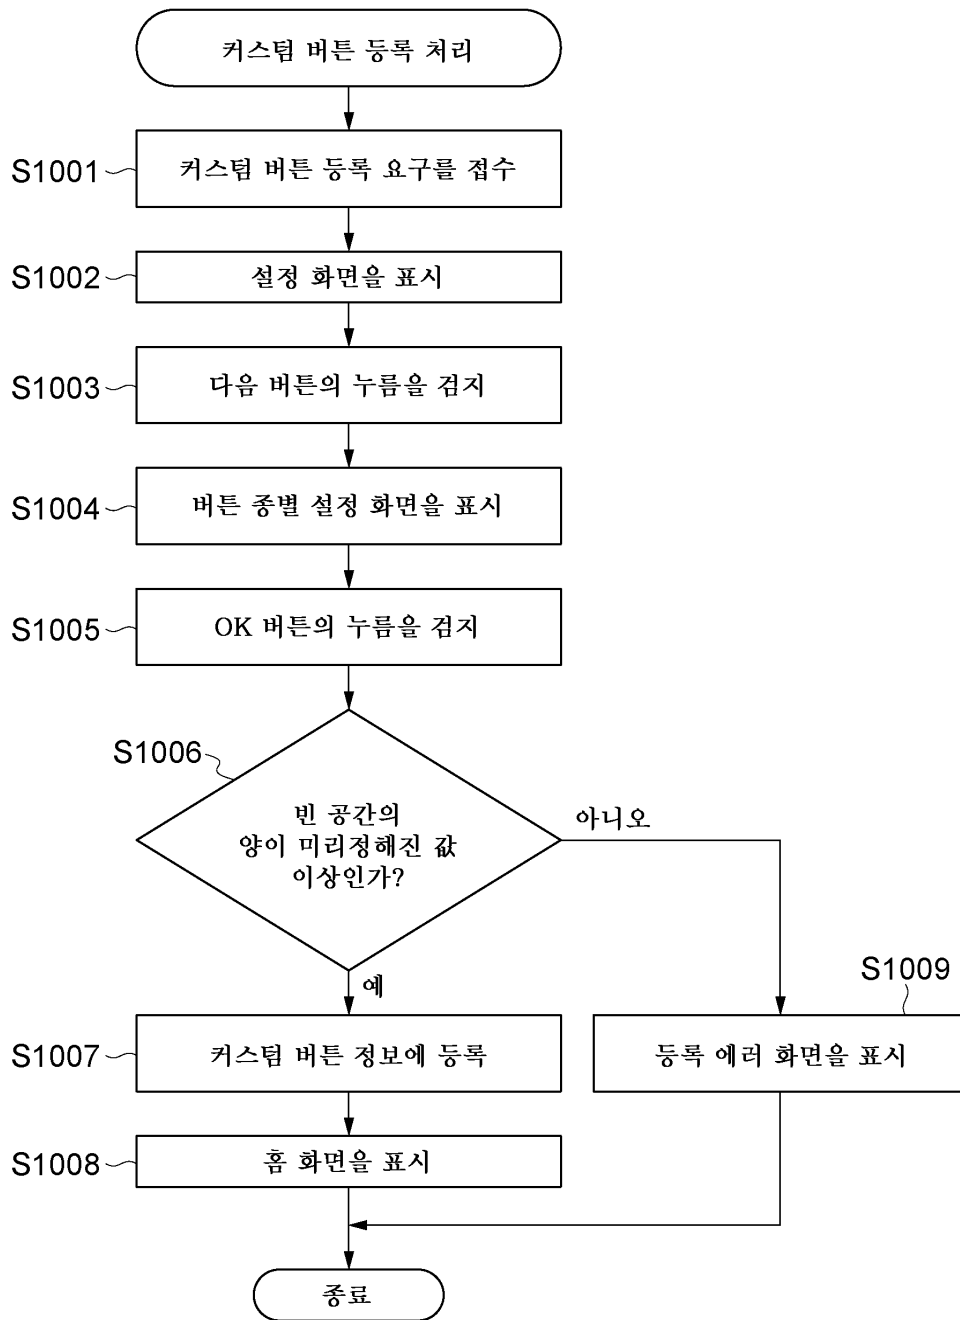 커스텀 버튼 등록 처리
S1001
커스텀 버튼 등록 요구를 접수
S1002
설정 화면을 표시
S1003
다음 버튼의 누름을 검지
S1004
버튼 종별 설정 화면을 표시
S1005
OK 버튼의 누름을 검지
S1006
빈 공간의
양이 미리정해진 값
이상인가?
아니오
예
S1009
S1007
커스텀 버튼 정보에 등록
등록 에러 화면을 표시
S1008
홈 화면을 표시
종료